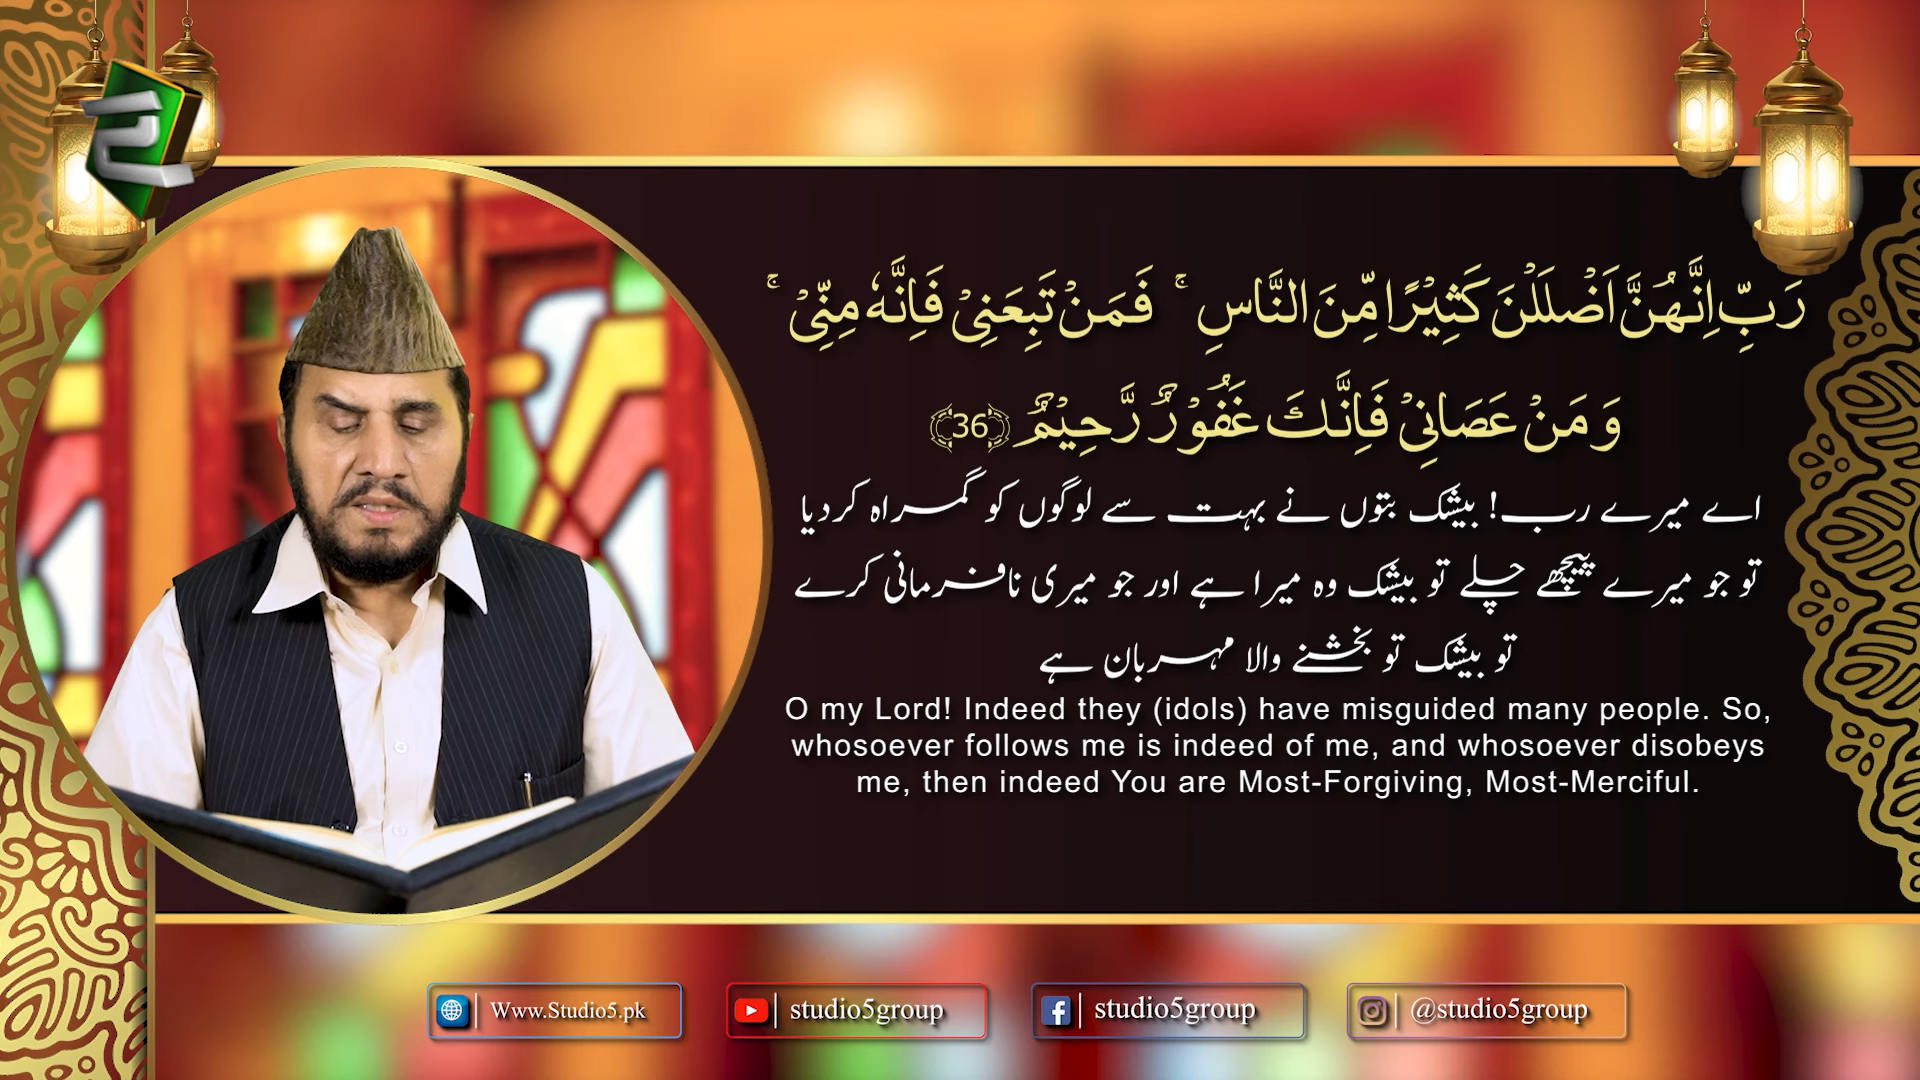 رَبِّ اِنَّهُنَّ اَضْلَلْنَ كَثِیْرًا مِّنَ النَّاسِ ۚ فَمَنْ تَبِعَنِیْ فَاِنَّهٗ مِنِّیْ ۚ
وَ مَنْ عَصَانِیْ فَاِنَّكَ غَفُوْرٌ رَّحِیْمٌ ﴿36﴾
اے میرے رب! بیشک بتوں نے بہت سے لوگوں کو گمراہ کردیا
تو جو میرے پیچھے چلے تو بیشک وہ میرا ہے اور جو میری نافرمانی کرے
تو بیشک تو بخشنے والا مہربان ہے
O my Lord! Indeed they (idols) have misguided many people. So,
whosoever follows me is indeed of me, and whosoever disobeys
me, then indeed You are Most-Forgiving, Most-Merciful.
Www.Studio5.pk
studio5group
studio5group
@studio5group